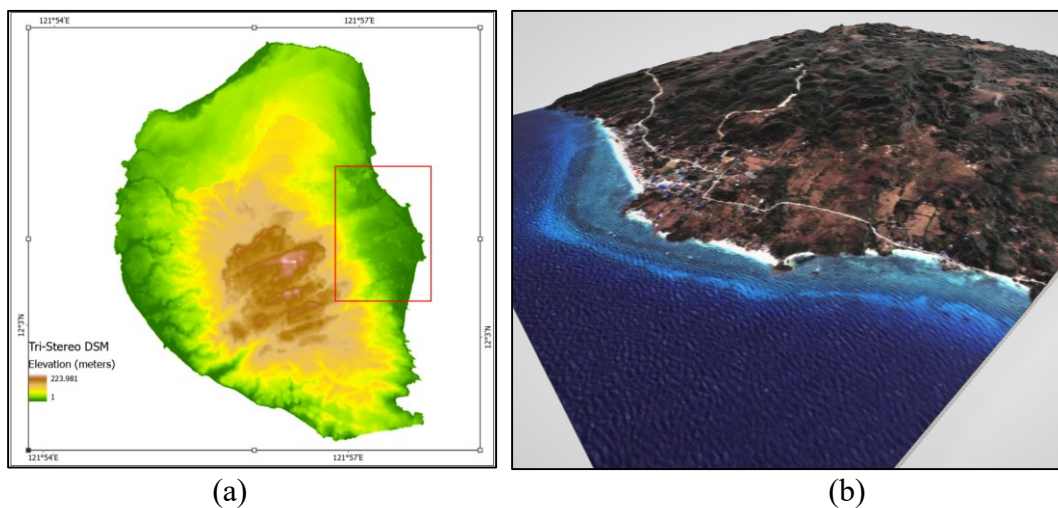 121°54'E 121°57'E
12°3'N 12°3'N
Tri-Stereo DSM
Elevation (meters)
223.981
1
121°54'E 121°57'E
(a) (b)